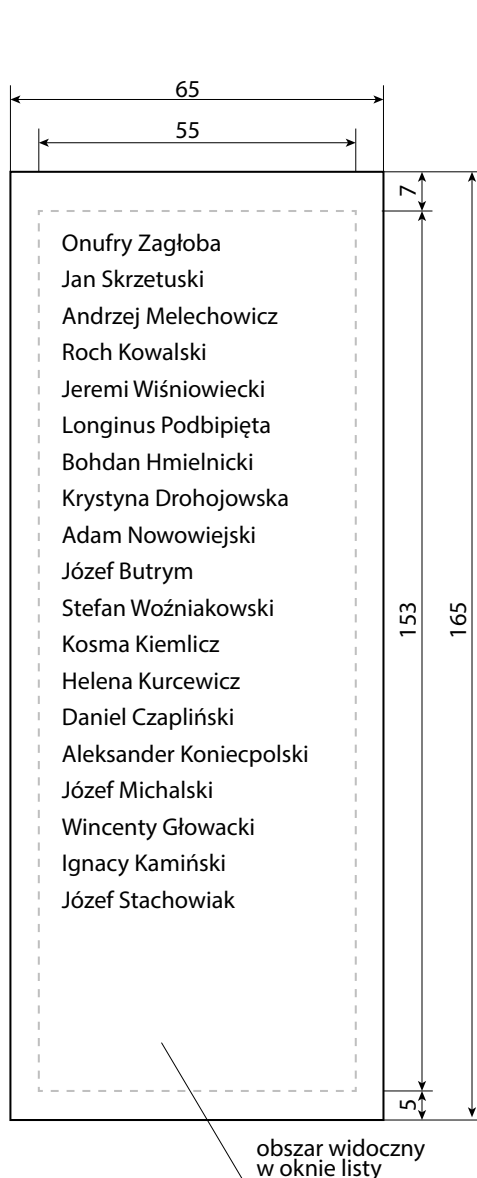 65
55
7
Onufry Zagłoba
Jan Skrzetuski
Andrzej Melechowicz
Roch Kowalski
Jeremi Wiśniowiecki
Longinus Podbipięta
Bohdan Hmielnicki
Krystyna Drohojowska
Adam Nowowiejski
Józef Butrym
Stefan Woźniakowski
Kosma Kiemlicz
Helena Kurcewicz
Daniel Czapliński
Aleksander Koniecpolski
Józef Michalski
Wincenty Głowacki
Ignacy Kamiński
Józef Stachowiak
153
165
5
obszar widoczny
w oknie listy